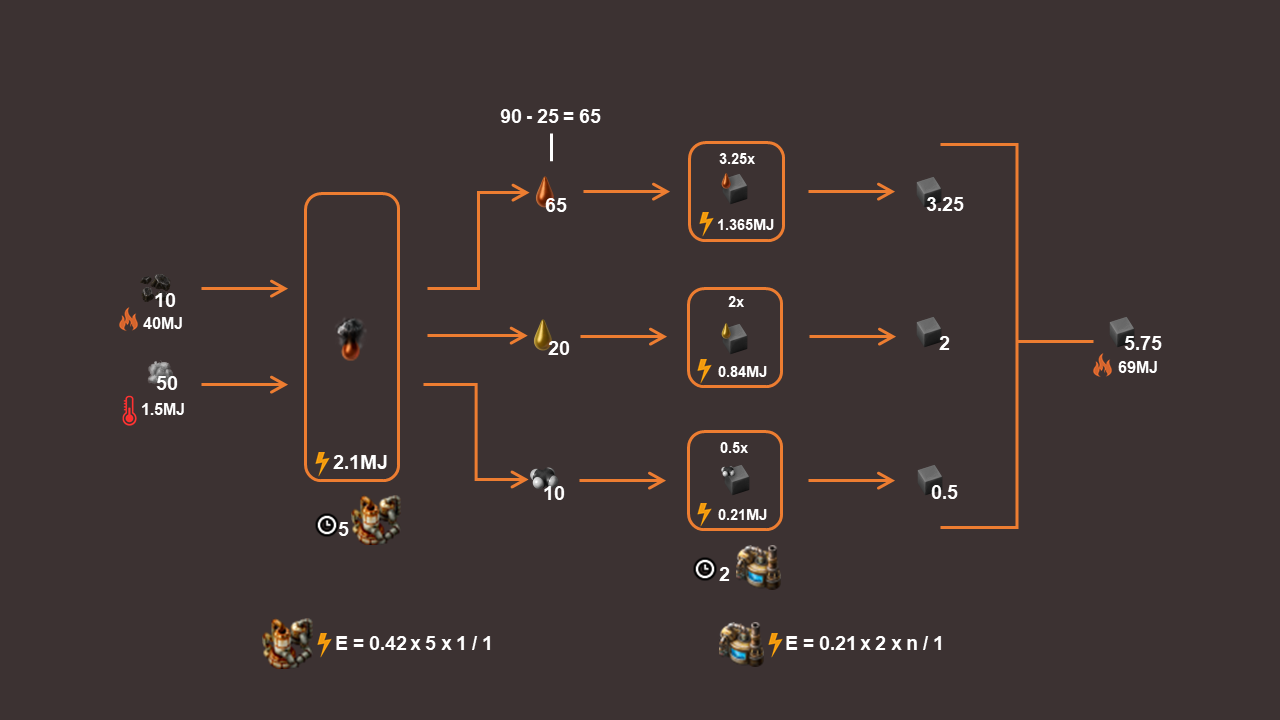 90 - 25 = 65
10
40MJ
50
1.5MJ
2.1MJ
5
65
20
10
3.25x
1.365MJ
2x
0.84MJ
0.5x
0.21MJ
2
3.25
2
0.5
5.75
69MJ
E = 0.42 x 5 x 1 / 1
E = 0.21 x 2 x n / 1